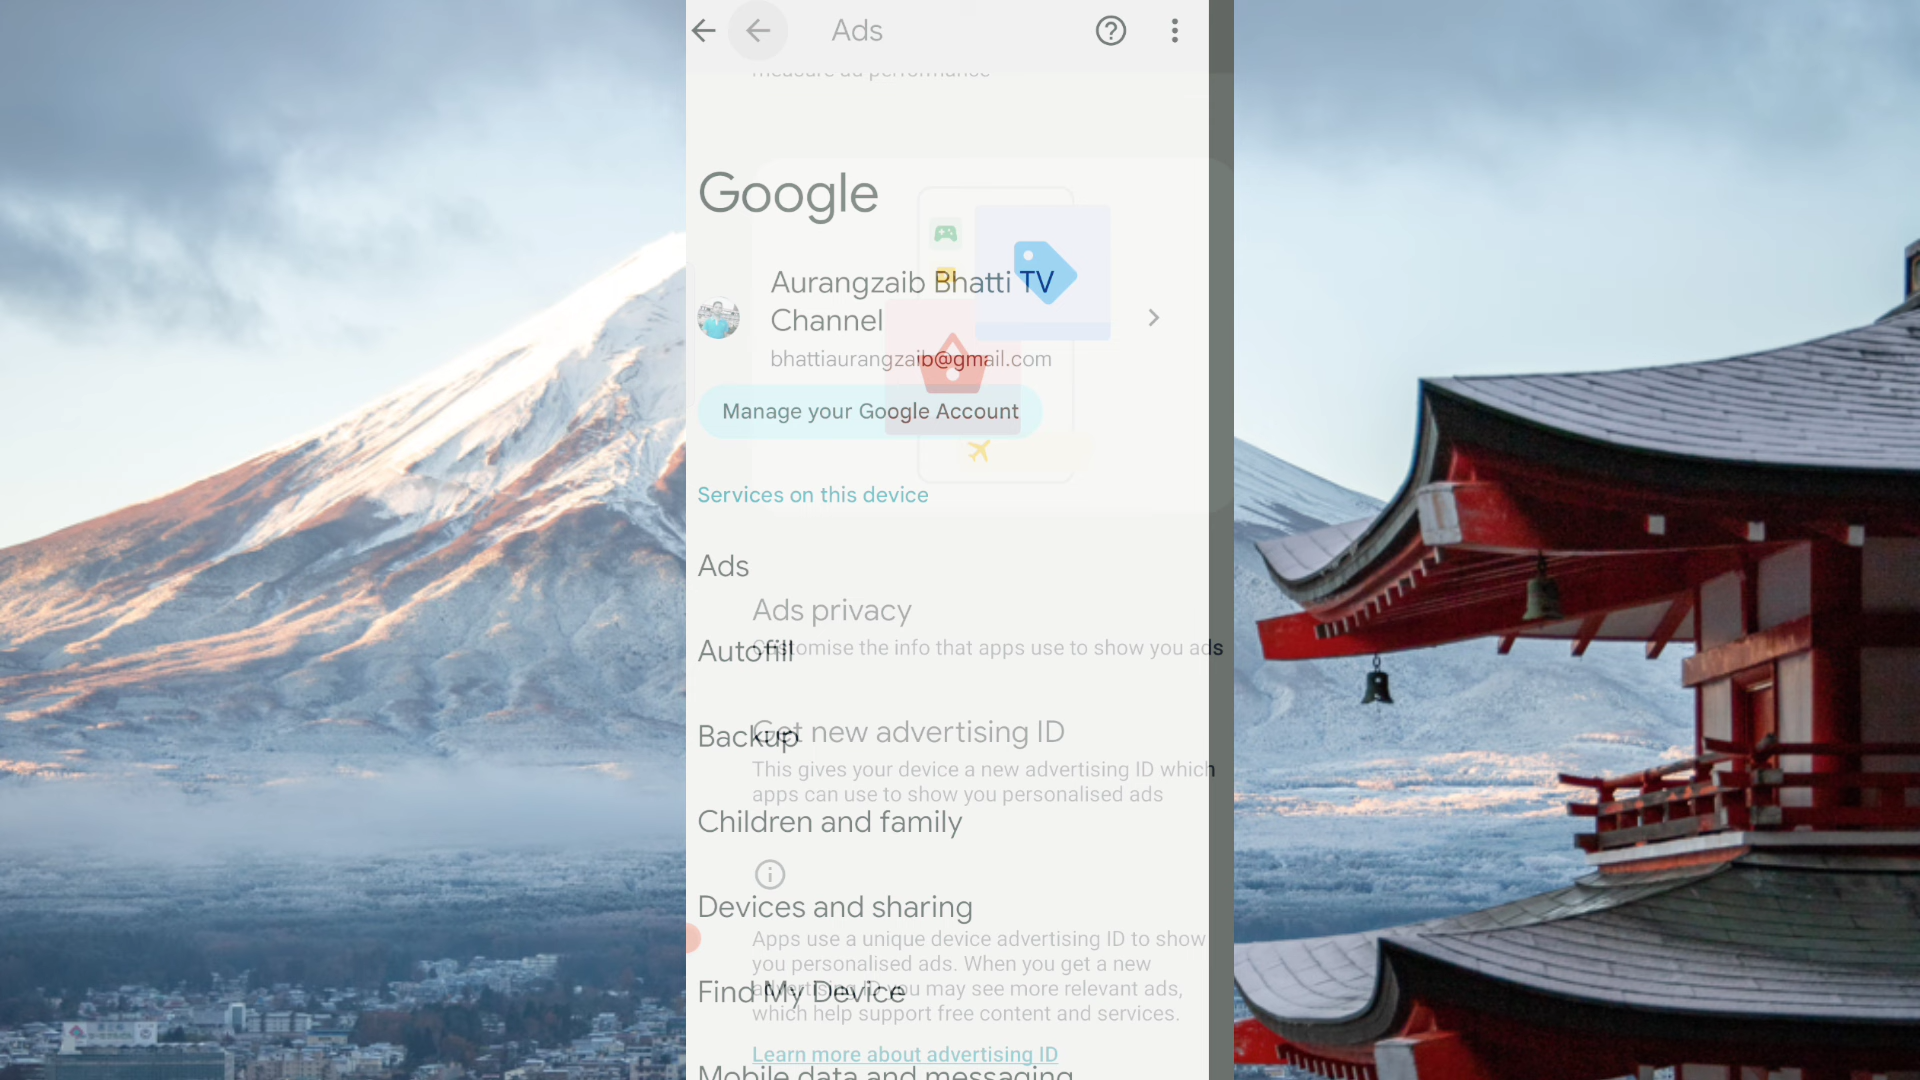 Ads
measure ad performance
Google
Aurangzaib Bhatti TV
Channel
bhattiaurangzaib@gmail.com
Manage your Google Account
Services on this device
Ads
Ads privacy
Customise the info that apps use to show you ads
Autofill
Get new advertising ID
Backup
This gives your device a new advertising ID which
apps can use to show you personalised ads
Children and family
Devices and sharing
Apps use a unique device advertising ID to show
you personalised ads. When you get a new
advertising ID you may see more relevant ads,
Find My Device
which help support free content and services.
Learn more about advertising ID
Mobile data and messaging